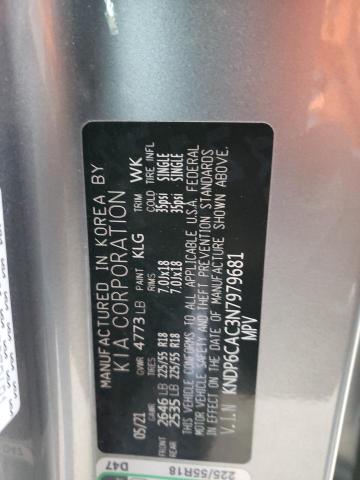 MANUFACTURED IN KOREA BY
KIA CORPORATION
05/21 GVWR 4773 LB PAINT KLG TRIM WK
GAWR TIRES RIMS COLD TIRE INFL
FRONT 2646 LB 225/55 R18 7.0Jx18 35psi SINGLE
REAR 2535 LB 225/55 R18 7.0Jx18 35psi SINGLE
THIS VEHICLE CONFORMS TO ALL APPLICABLE U.S.A. FEDERAL
MOTOR VEHICLE SAFETY AND THEFT PREVENTION STANDARDS
IN EFFECT ON THE DATE OF MANUFACTURE SHOWN ABOVE.
V.I.N KNDP6CAC3N7979681
MPV
D47 225/55R18